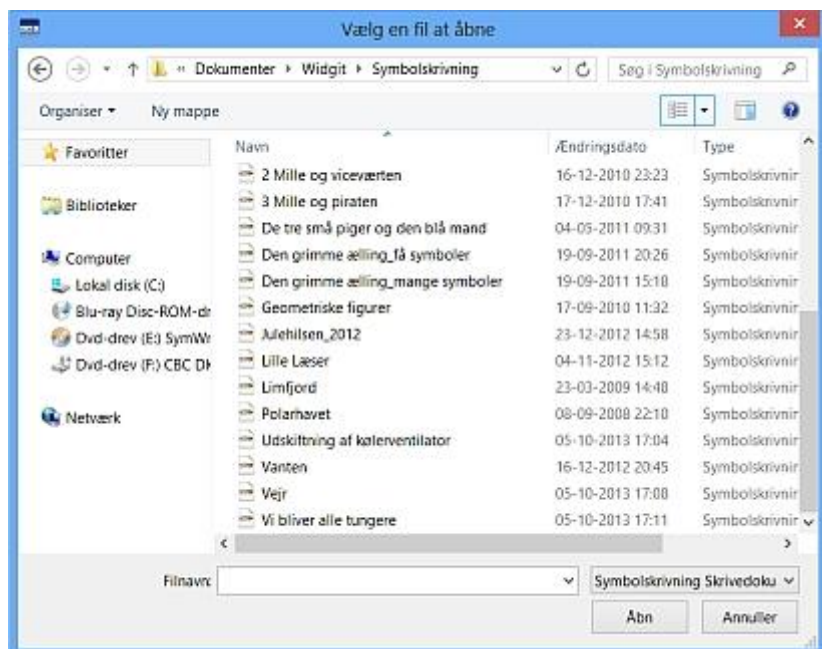 Vælg en fil at åbne
« Dokumenter ▸ Widgit ▸ Symbolskrivning
Søg i Symbolskrivning
Organiser
Ny mappe
Favoritter
Biblioteker
Computer
Lokal disk (C:)
Blu-ray Disc-ROM-dr
Dvd-drev (E:) SymWr
Dvd-drev (F:) CBC Dk
Netværk
Navn Ændringsdato Type
2 Mille og viceværten 16-12-2010 23:23 Symbolskrivnir
3 Mille og piraten 17-12-2010 17:41 Symbolskrivnir
De tre små piger og den blå mand 04-05-2011 09:31 Symbolskrivnir
Den grimme ælling_få symboler 19-09-2011 20:26 Symbolskrivnir
Den grimme ælling_mange symboler 19-09-2011 15:18 Symbolskrivnir
Geometriske figurer 17-09-2010 11:32 Symbolskrivnir
Julehilsen_2012 23-12-2012 14:58 Symbolskrivnir
Lille Læser 04-11-2012 15:12 Symbolskrivnir
Limfjord 23-03-2009 14:48 Symbolskrivnir
Polarhavet 08-09-2008 22:10 Symbolskrivnir
Udskiftning af kølerventilator 05-10-2013 17:04 Symbolskrivnir
Vanten 16-12-2012 20:45 Symbolskrivnir
Vejr 05-10-2013 17:08 Symbolskrivnir
Vi bliver alle tungere 05-10-2013 17:11 Symbolskrivnir
Filnavn:
Symbolskrivning Skrivedoku
Åbn
Annuller